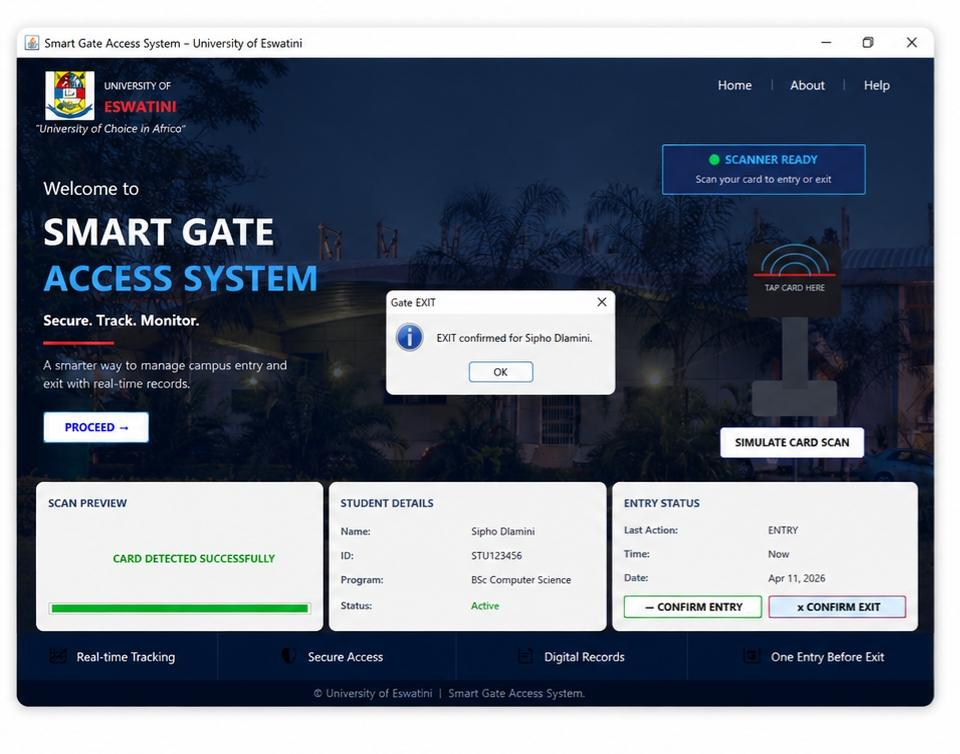 Smart Gate Access System – University of Eswatini
UNIVERSITY OF
ESWATINI
"University of Choice in Africa"
Home | About | Help
SCANNER READY
Scan your card to entry or exit
Welcome to
SMART GATE
ACCESS SYSTEM
Secure. Track. Monitor.
A smarter way to manage campus entry and
exit with real-time records.
PROCEED →
TAP CARD HERE
SIMULATE CARD SCAN
Gate EXIT
EXIT confirmed for Sipho Dlamini.
OK
SCAN PREVIEW
CARD DETECTED SUCCESSFULLY
STUDENT DETAILS
Name: Sipho Dlamini
ID: STU123456
Program: BSc Computer Science
Status: Active
ENTRY STATUS
Last Action: ENTRY
Time: Now
Date: Apr 11, 2026
— CONFIRM ENTRY
x CONFIRM EXIT
Real-time Tracking
Secure Access
Digital Records
One Entry Before Exit
© University of Eswatini | Smart Gate Access System.